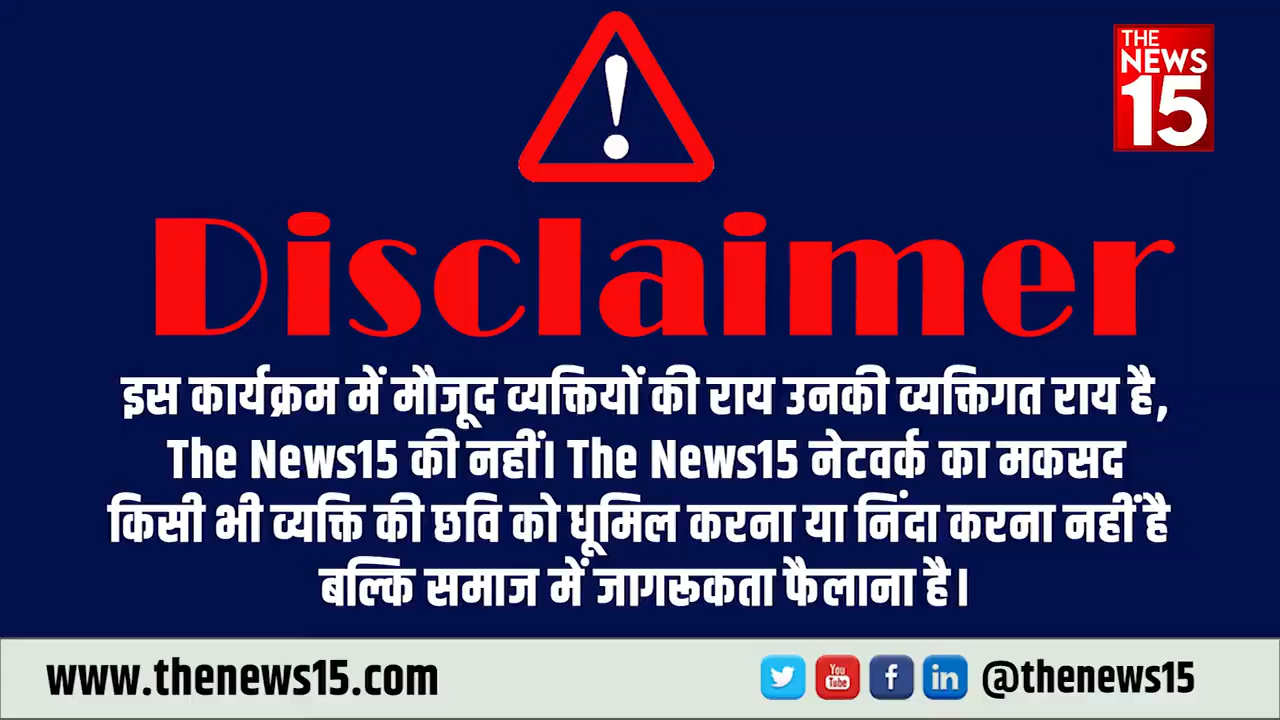 THE
NEWS
15
Disclaimer
इस कार्यक्रम में मौजूद व्यक्तियों की राय उनकी व्यक्तिगत राय है,
The News15 की नहीं। The News15 नेटवर्क का मकसद
किसी भी व्यक्ति की छवि को धूमिल करना या निंदा करना नहीं है
बल्कि समाज में जागरूकता फैलाना है।
www.thenews15.com
You
Tube
f
in
@thenews15